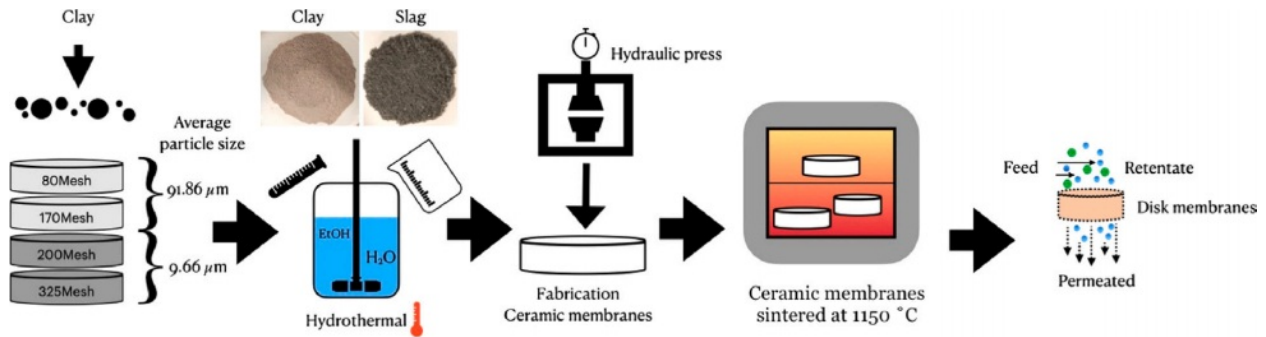 Clay
Average
particle size
80Mesh
170Mesh
200Mesh
325Mesh
91.86 µm
9.66 µm
Clay
Slag
EtOH
H₂O
Hydrothermal
Hydraulic press
Fabrication
Ceramic membranes
Ceramic membranes
sintered at 1150 °C
Feed
Retentate
Disk membranes
Permeated